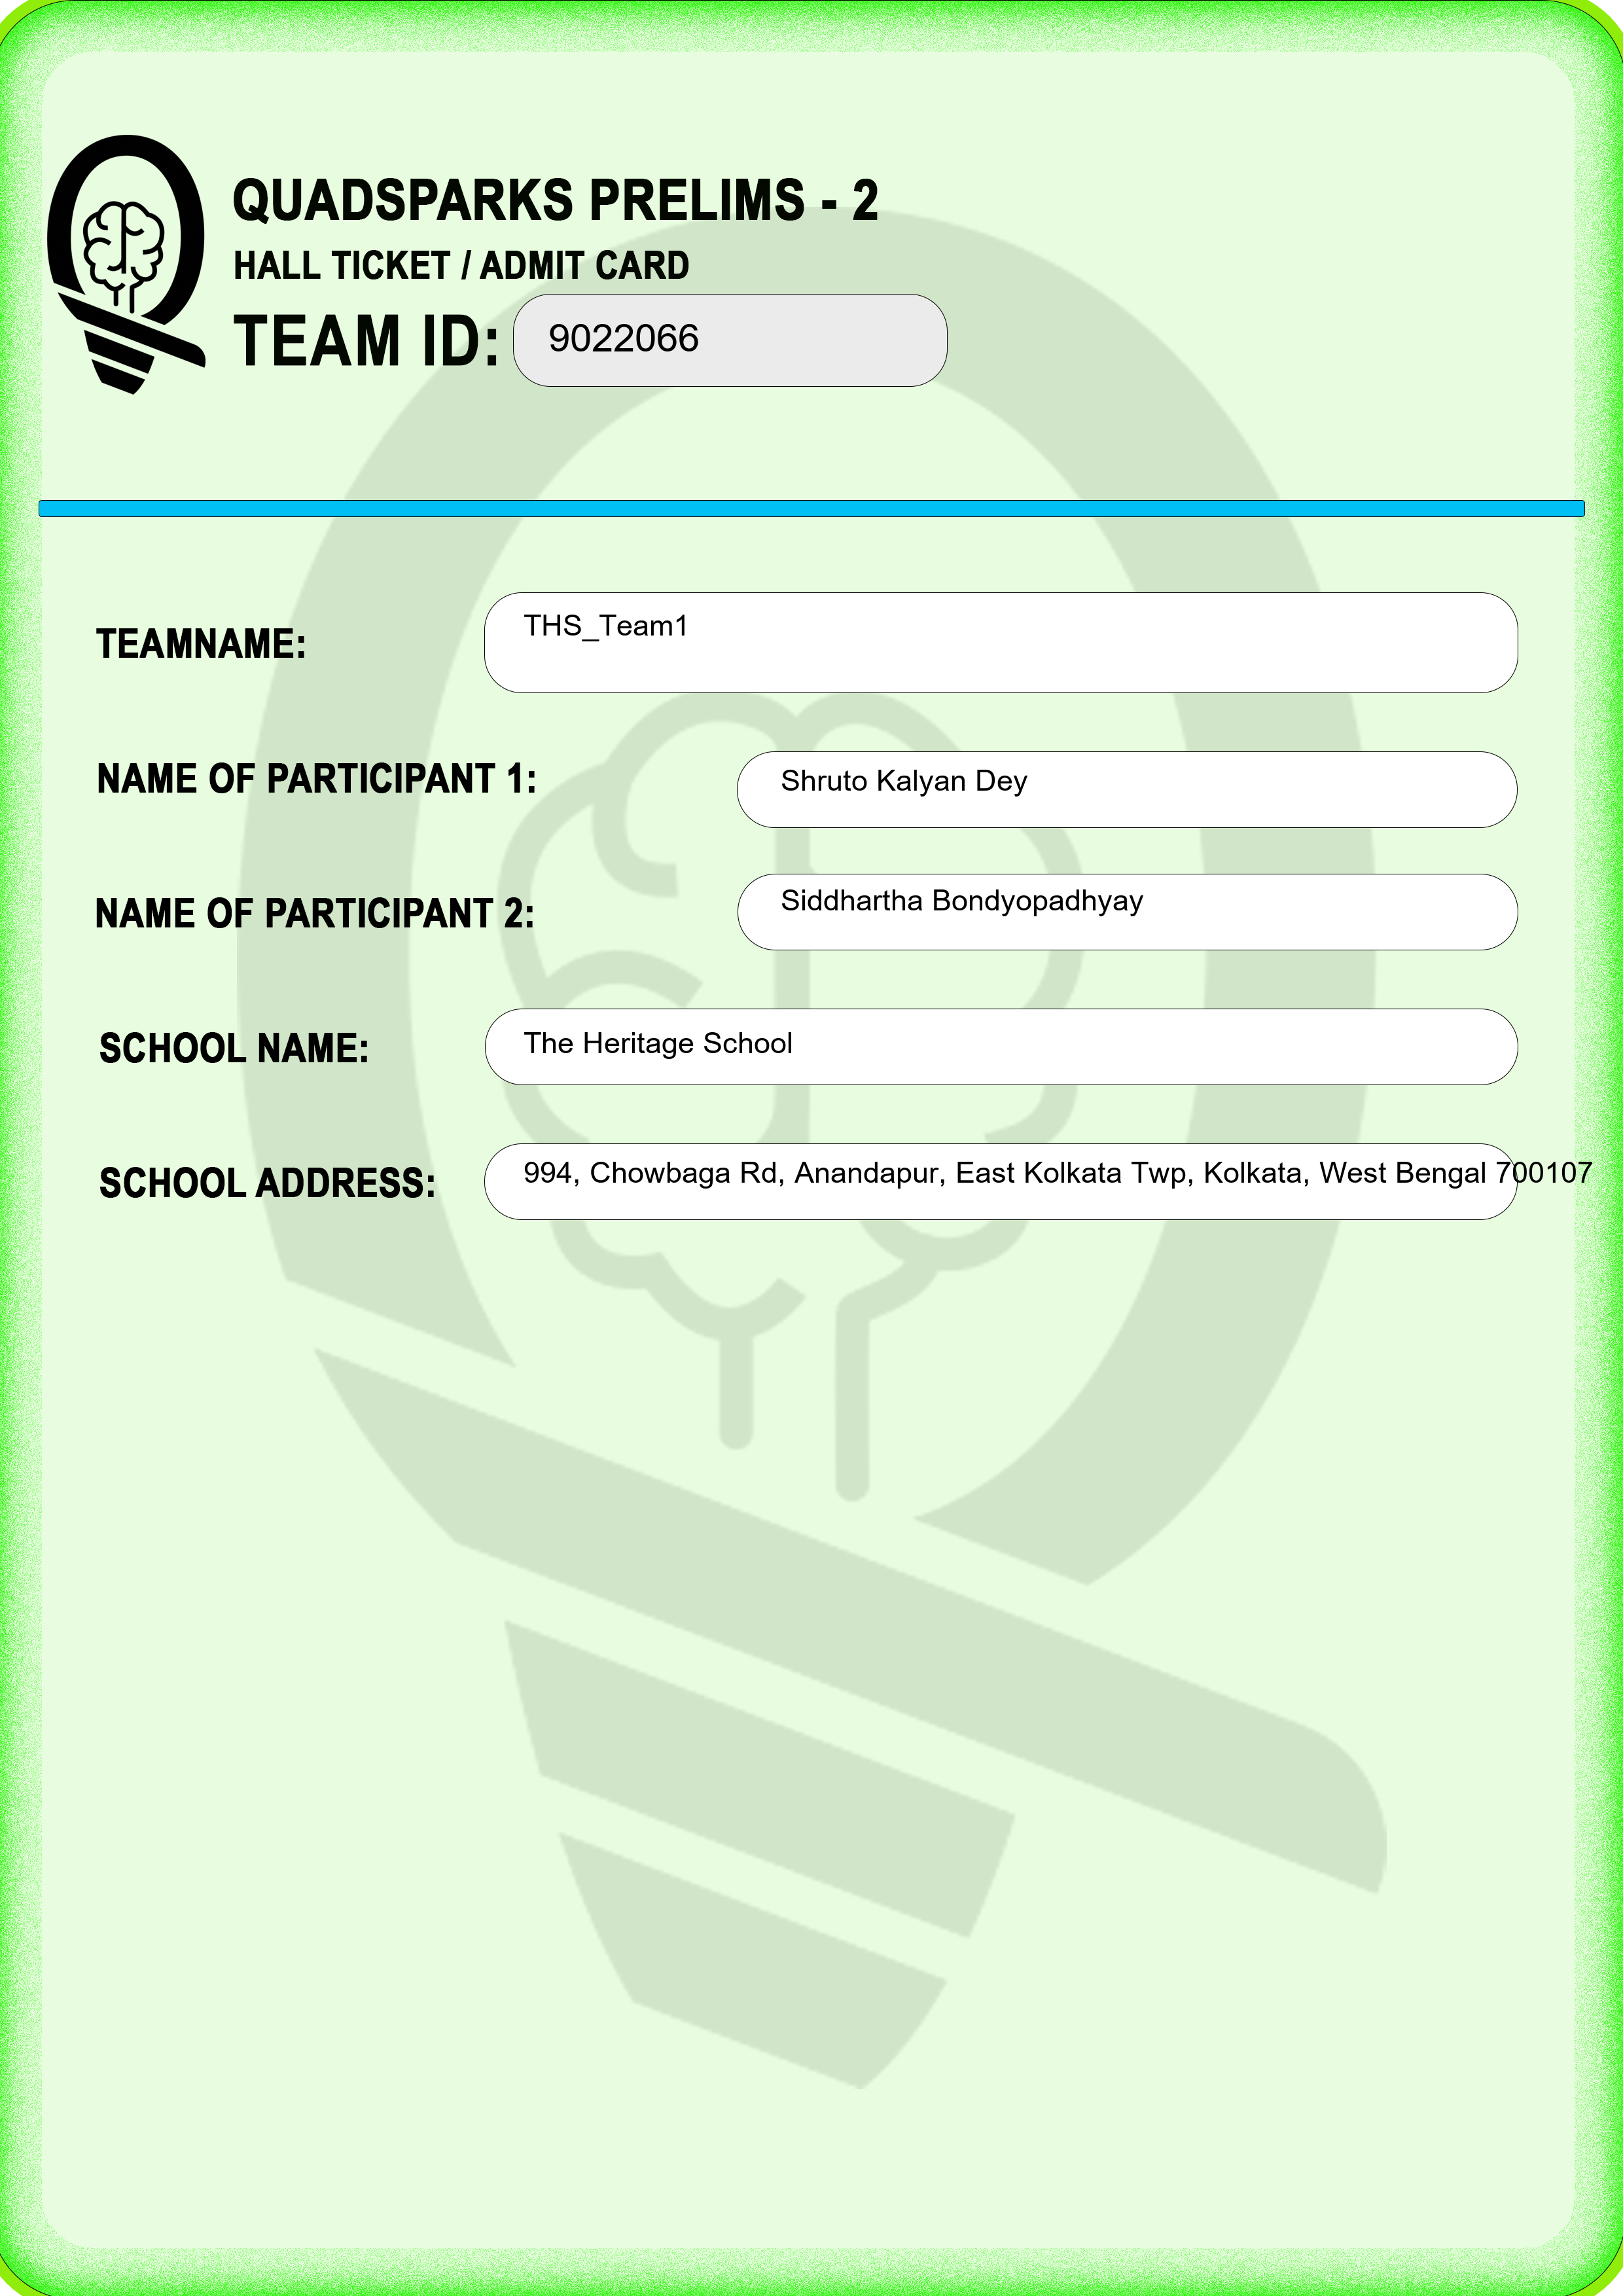 QUADSPARKS PRELIMS - 2
HALL TICKET / ADMIT CARD
TEAM ID: 9022066
TEAMNAME: THS_Team1
NAME OF PARTICIPANT 1: Shruto Kalyan Dey
NAME OF PARTICIPANT 2: Siddhartha Bondyopadhyay
SCHOOL NAME: The Heritage School
SCHOOL ADDRESS: 994, Chowbaga Rd, Anandapur, East Kolkata Twp, Kolkata, West Bengal 700107